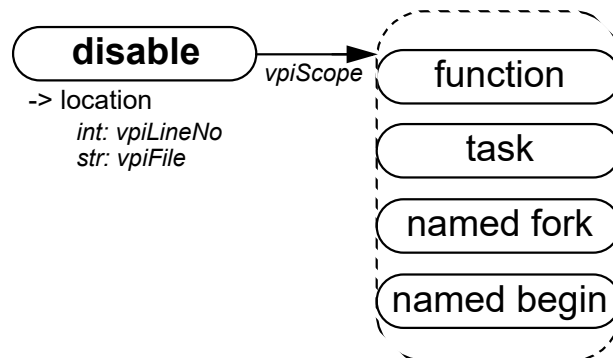 disable
vpiScope
-> location
int: vpiLineNo
str: vpiFile
function
task
named fork
named begin